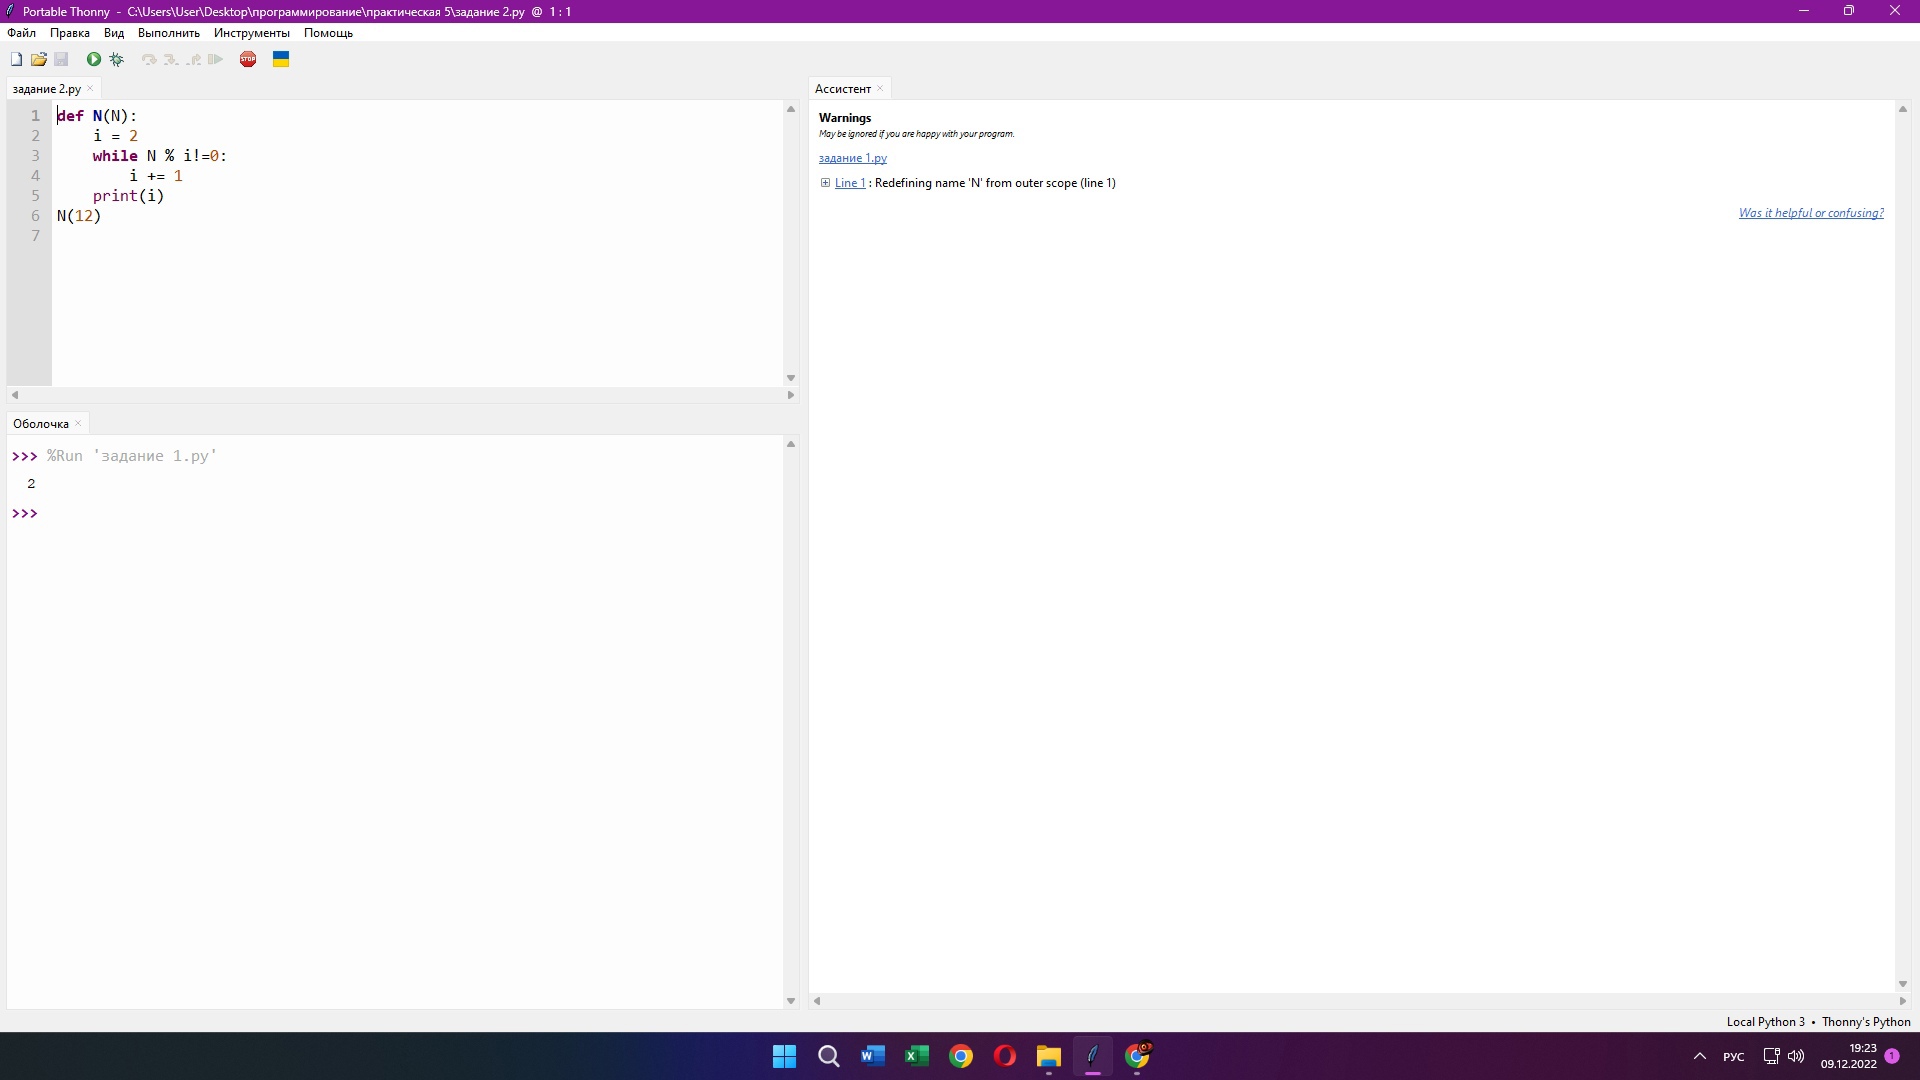 Portable Thonny - C:\Users\User\Desktop\программирование\практическая 5\задание 2.py @ 1 : 1
Файл Правка Вид Выполнить Инструменты Помощь
STOP
задание 2.py ×
1 def N(N):
2     i = 2
3     while N % i!=0:
4         i += 1
5     print(i)
6 N(12)
7
Оболочка ×
>>> %Run 'задание 1.py'
2
>>>
Ассистент ×
Warnings
May be ignored if you are happy with your program.
задание 1.py
Line 1 : Redefining name 'N' from outer scope (line 1)
Was it helpful or confusing?
Local Python 3 • Thonny's Python
РУС
19:23
09.12.2022
1